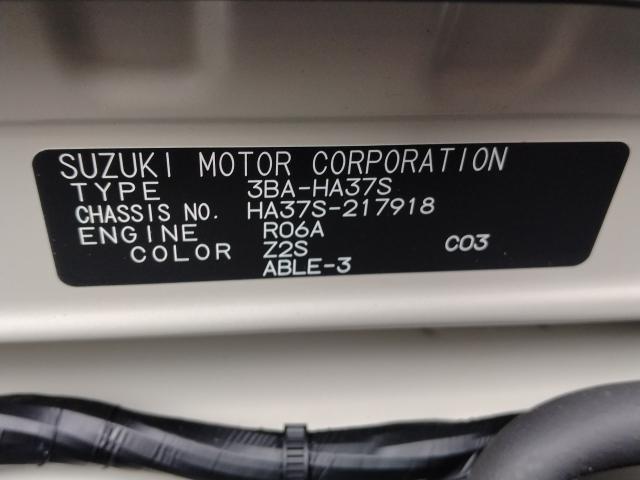 SUZUKI MOTOR CORPORATION
TYPE 3BA-HA37S
CHASSIS NO. HA37S-217918
ENGINE R06A
COLOR Z2S C03
ABLE-3